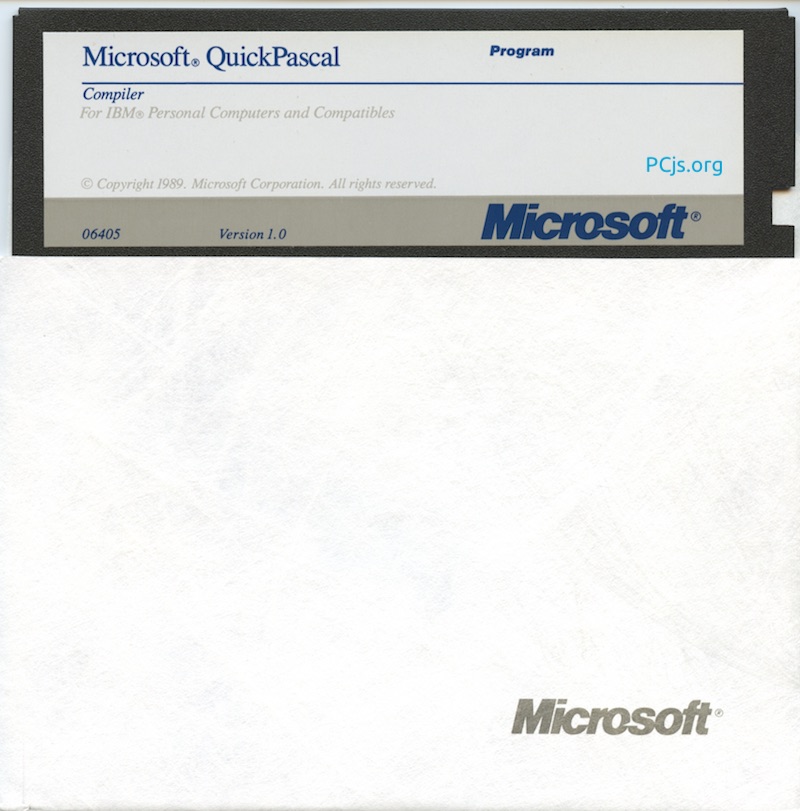 Microsoft® QuickPascal
Program
Compiler
For IBM® Personal Computers and Compatibles
PCjs.org
© Copyright 1989. Microsoft Corporation. All rights reserved.
06405
Version 1.0
Microsoft®
Microsoft®